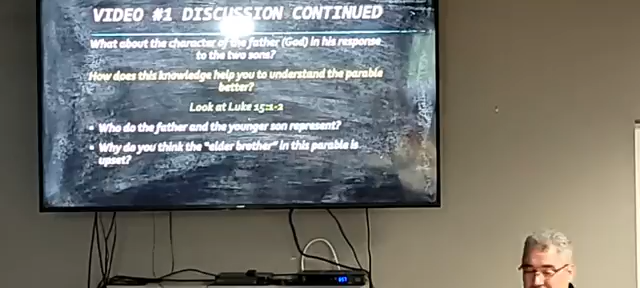 VIDEO #1 DISCUSSION CONTINUED
What about the character of the father (God) in his response
to the two sons?
How does this knowledge help you to understand the parable
better?
Look at Luke 15:1-2
• Who do the father and the younger son represent?
• Why do you think the "elder brother" in this parable is
upset?